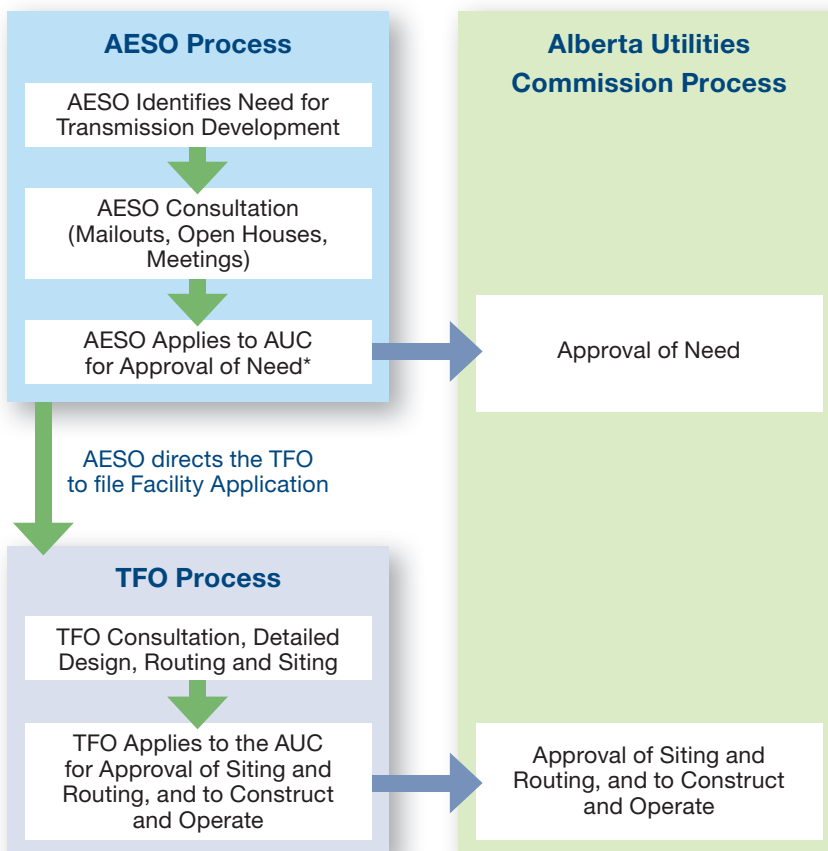 AESO Process
AESO Identifies Need for
Transmission Development
AESO Consultation
(Mailouts, Open Houses,
Meetings)
AESO Applies to AUC
for Approval of Need*
AESO directs the TFO
to file Facility Application
TFO Process
TFO Consultation, Detailed
Design, Routing and Siting
TFO Applies to the AUC
for Approval of Siting and
Routing, and to Construct
and Operate
Alberta Utilities
Commission Process
Approval of Need
Approval of Siting and
Routing, and to Construct
and Operate